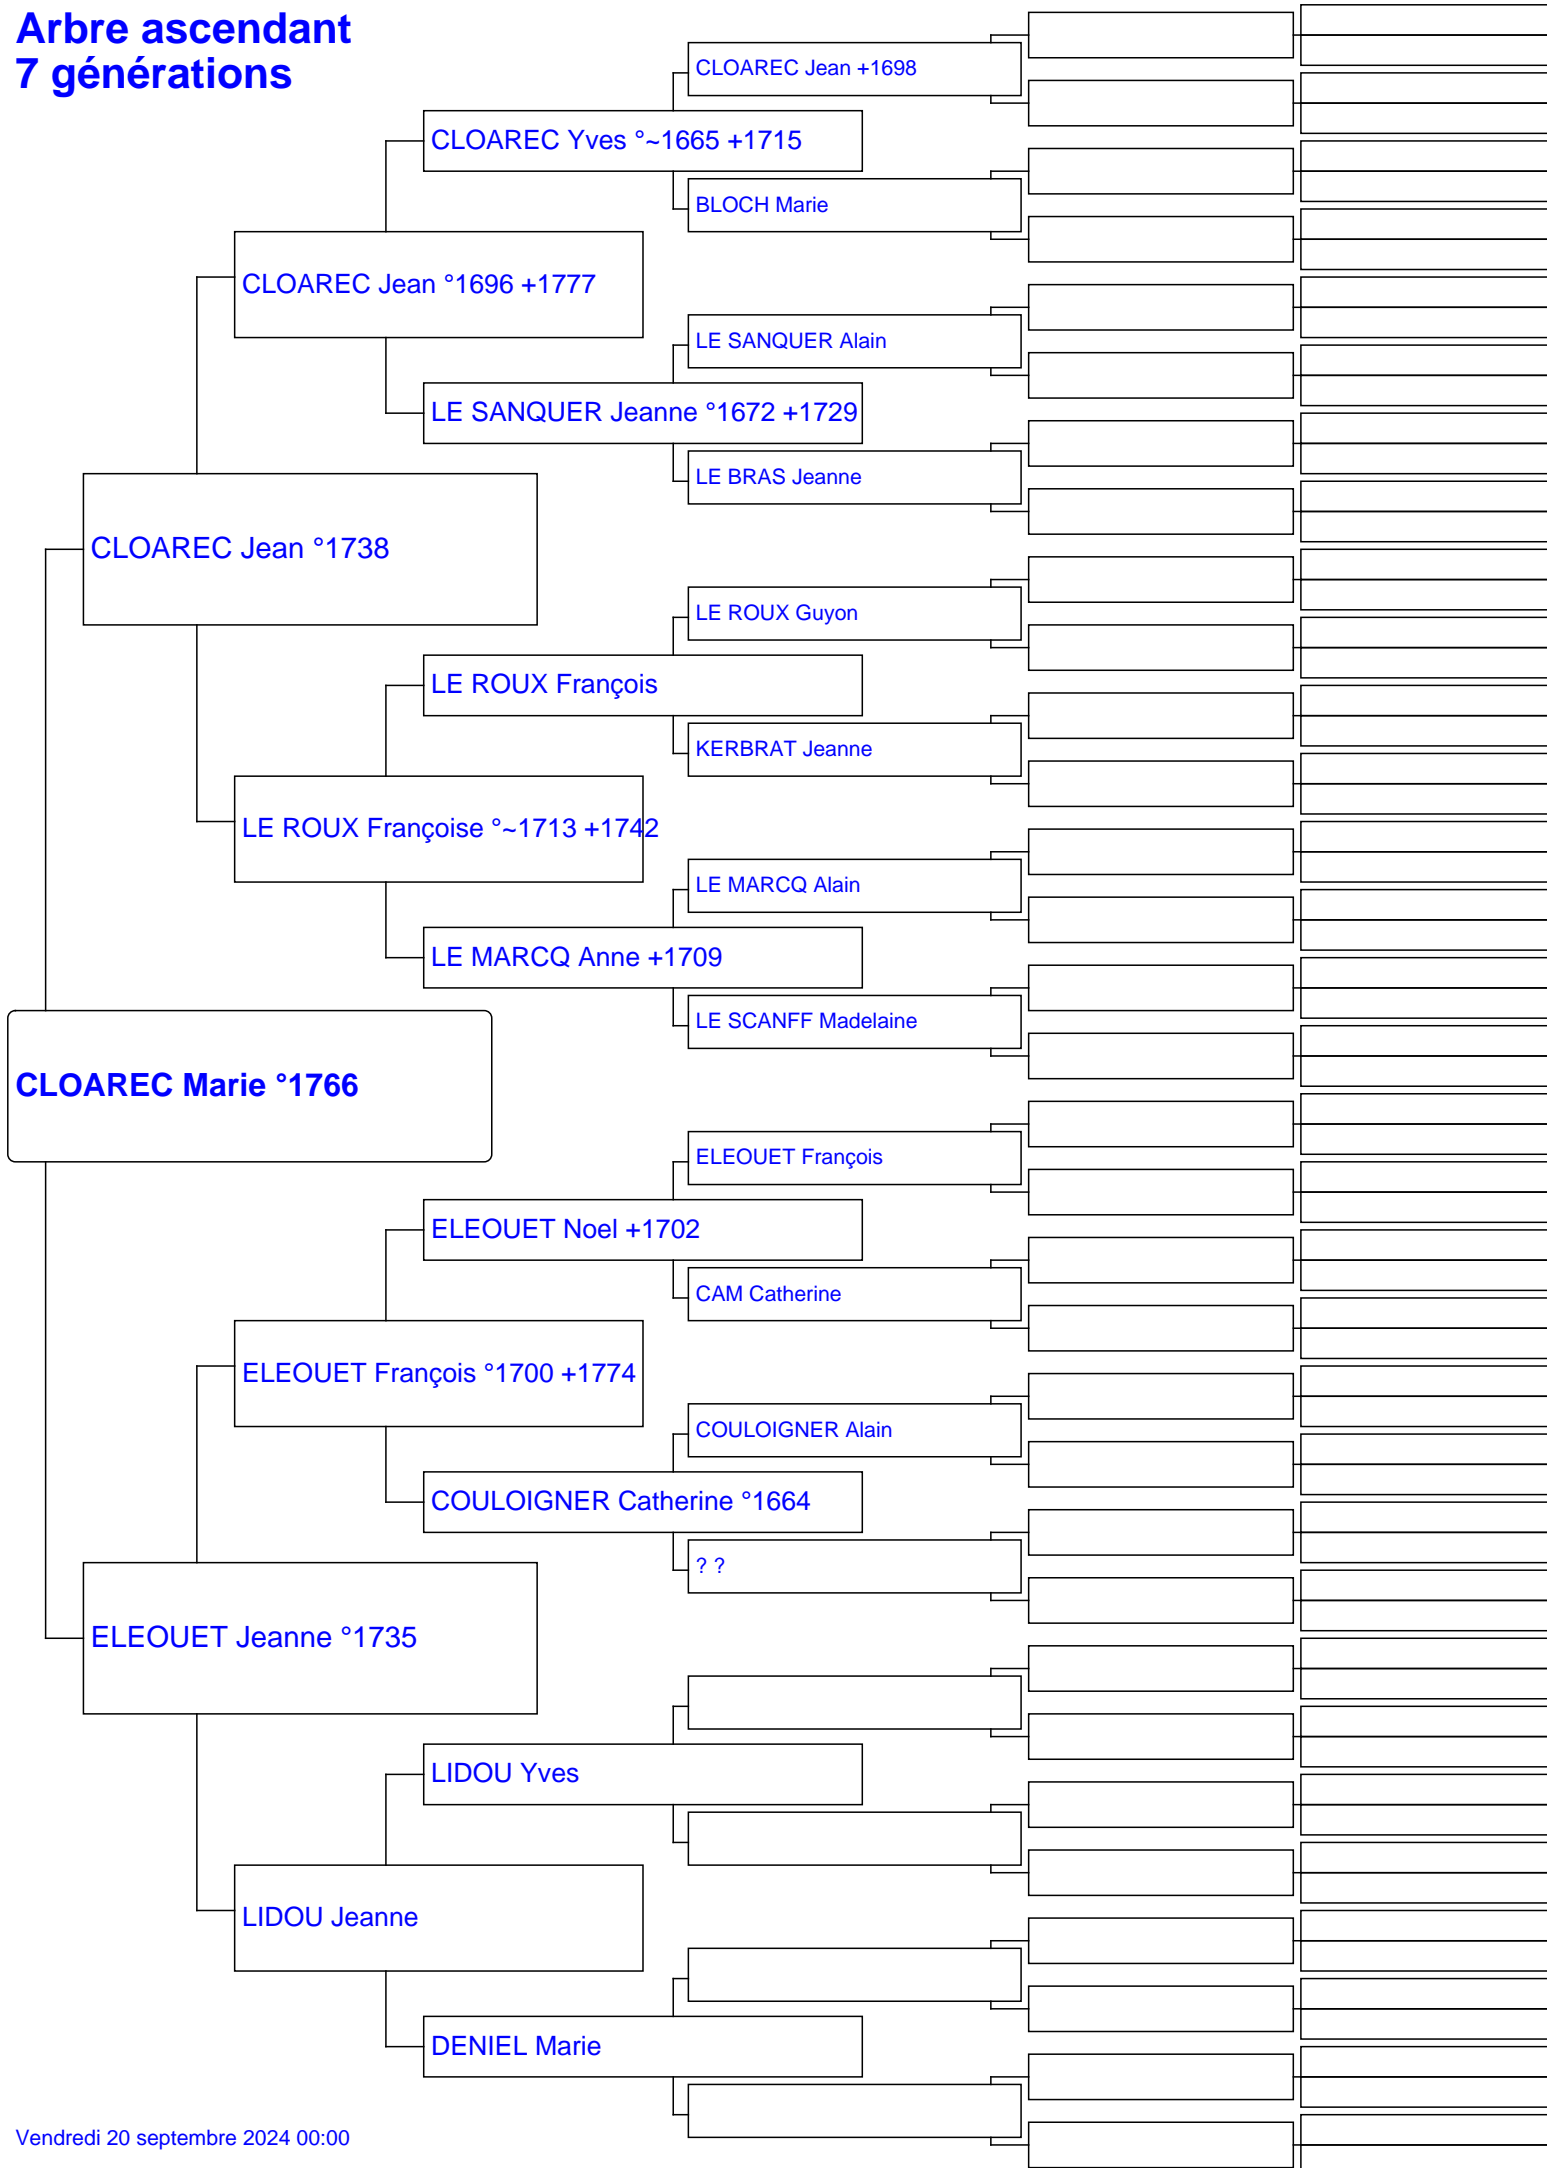 Arbre ascendant
7 générations
CLOAREC Jean +1698
CLOAREC Yves °~1665 +1715
BLOCH Marie
CLOAREC Jean °1696 +1777
LE SANQUER Alain
LE SANQUER Jeanne °1672 +1729
LE BRAS Jeanne
CLOAREC Jean °1738
LE ROUX Guyon
LE ROUX François
KERBRAT Jeanne
LE ROUX Françoise °~1713 +1742
LE MARCQ Alain
LE MARCQ Anne +1709
LE SCANFF Madelaine
CLOAREC Marie °1766
ELEOUET François
ELEOUET Noel +1702
CAM Catherine
ELEOUET François °1700 +1774
COULOIGNER Alain
COULOIGNER Catherine °1664
? ?
ELEOUET Jeanne °1735
LIDOU Yves
LIDOU Jeanne
DENIEL Marie
Vendredi 20 septembre 2024 00:00